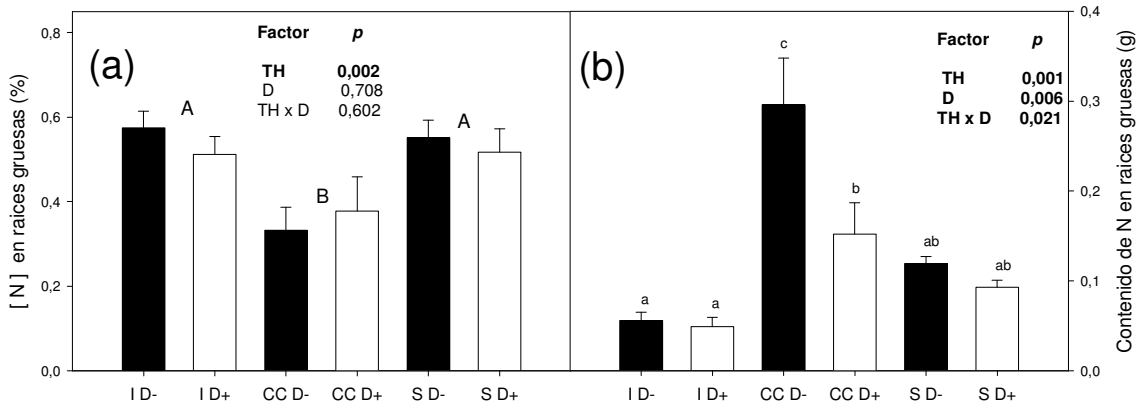 [ N ] en raices gruesas (%)
0,8
0,6
0,4
0,2
0,0
(a)
Factor p
TH 0,002
D 0,708
TH x D 0,602
A
B
A
I D- I D+ CC D- CC D+ S D- S D+
(b)
Factor p
TH 0,001
D 0,006
TH x D 0,021
a
a
c
b
ab
ab
I D- I D+ CC D- CC D+ S D- S D+
0,4
0,3
0,2
0,1
0,0
Contenido de N en raices gruesas (g)